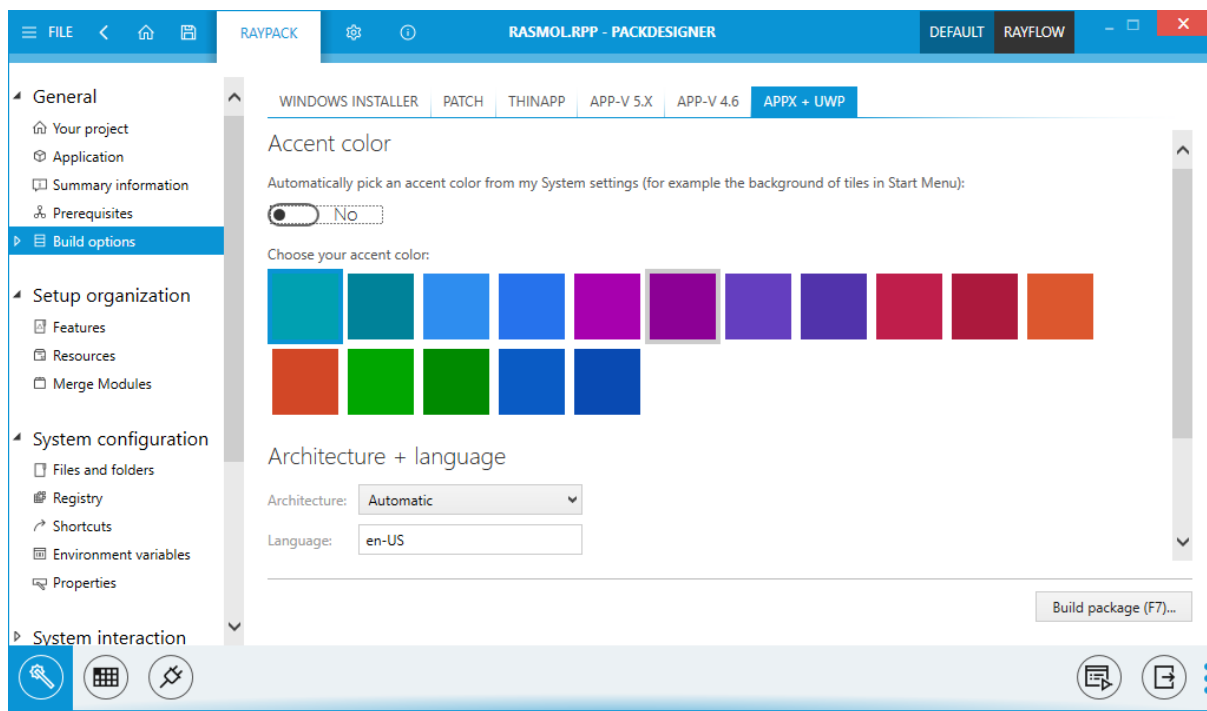 FILE
RAYPACK
RASMOL.RPP - PACKDESIGNER
DEFAULT RAYFLOW
General
Your project
Application
Summary information
Prerequisites
Build options
Setup organization
Features
Resources
Merge Modules
System configuration
Files and folders
Registry
Shortcuts
Environment variables
Properties
System interaction
WINDOWS INSTALLER PATCH THINAPP APP-V 5.X APP-V 4.6 APPX + UWP
Accent color
Automatically pick an accent color from my System settings (for example the background of tiles in Start Menu):
No
Choose your accent color:
Architecture + language
Architecture: Automatic
Language: en-US
Build package (F7)...